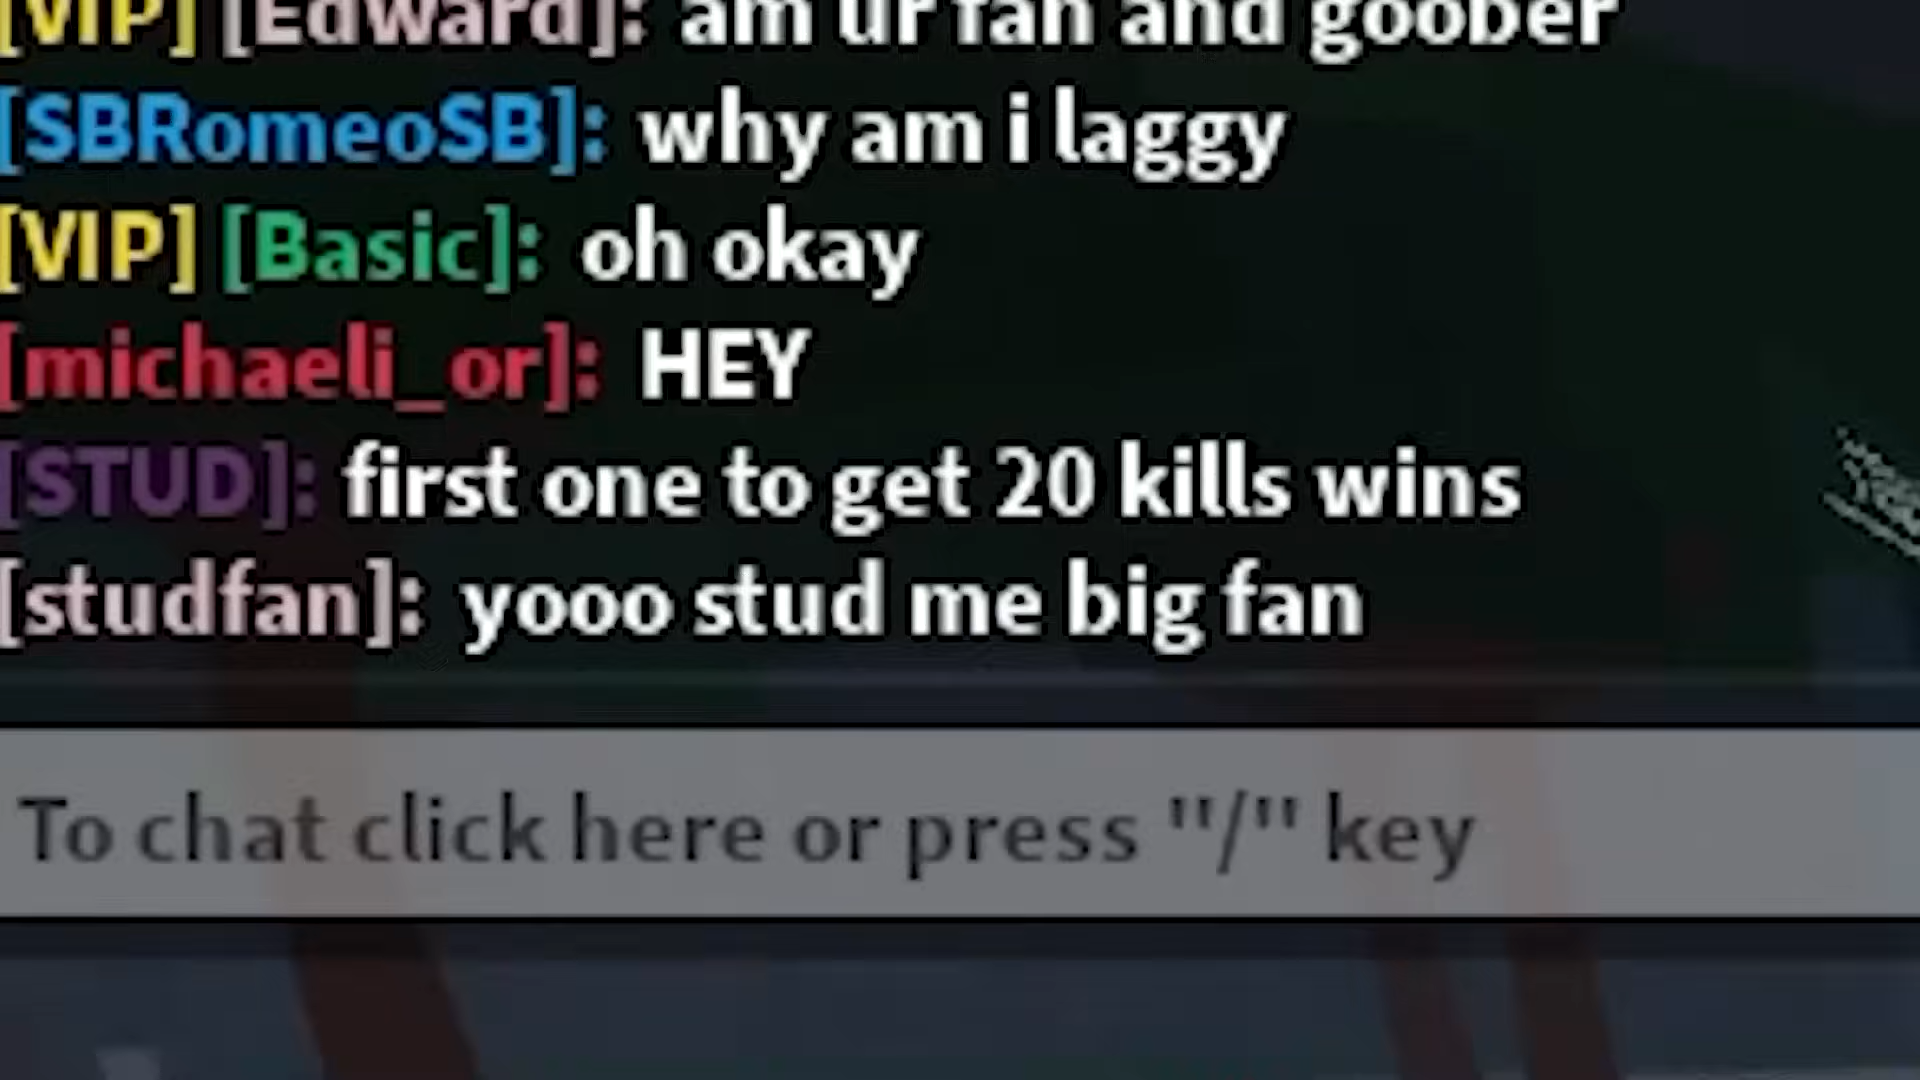 [VIP] [Edward]: am ur fan and goober
[SBRomeoSB]: why am i laggy
[VIP] [Basic]: oh okay
[michaeli_or]: HEY
[STUD]: first one to get 20 kills wins
[studfan]: yooo stud me big fan
To chat click here or press "/" key